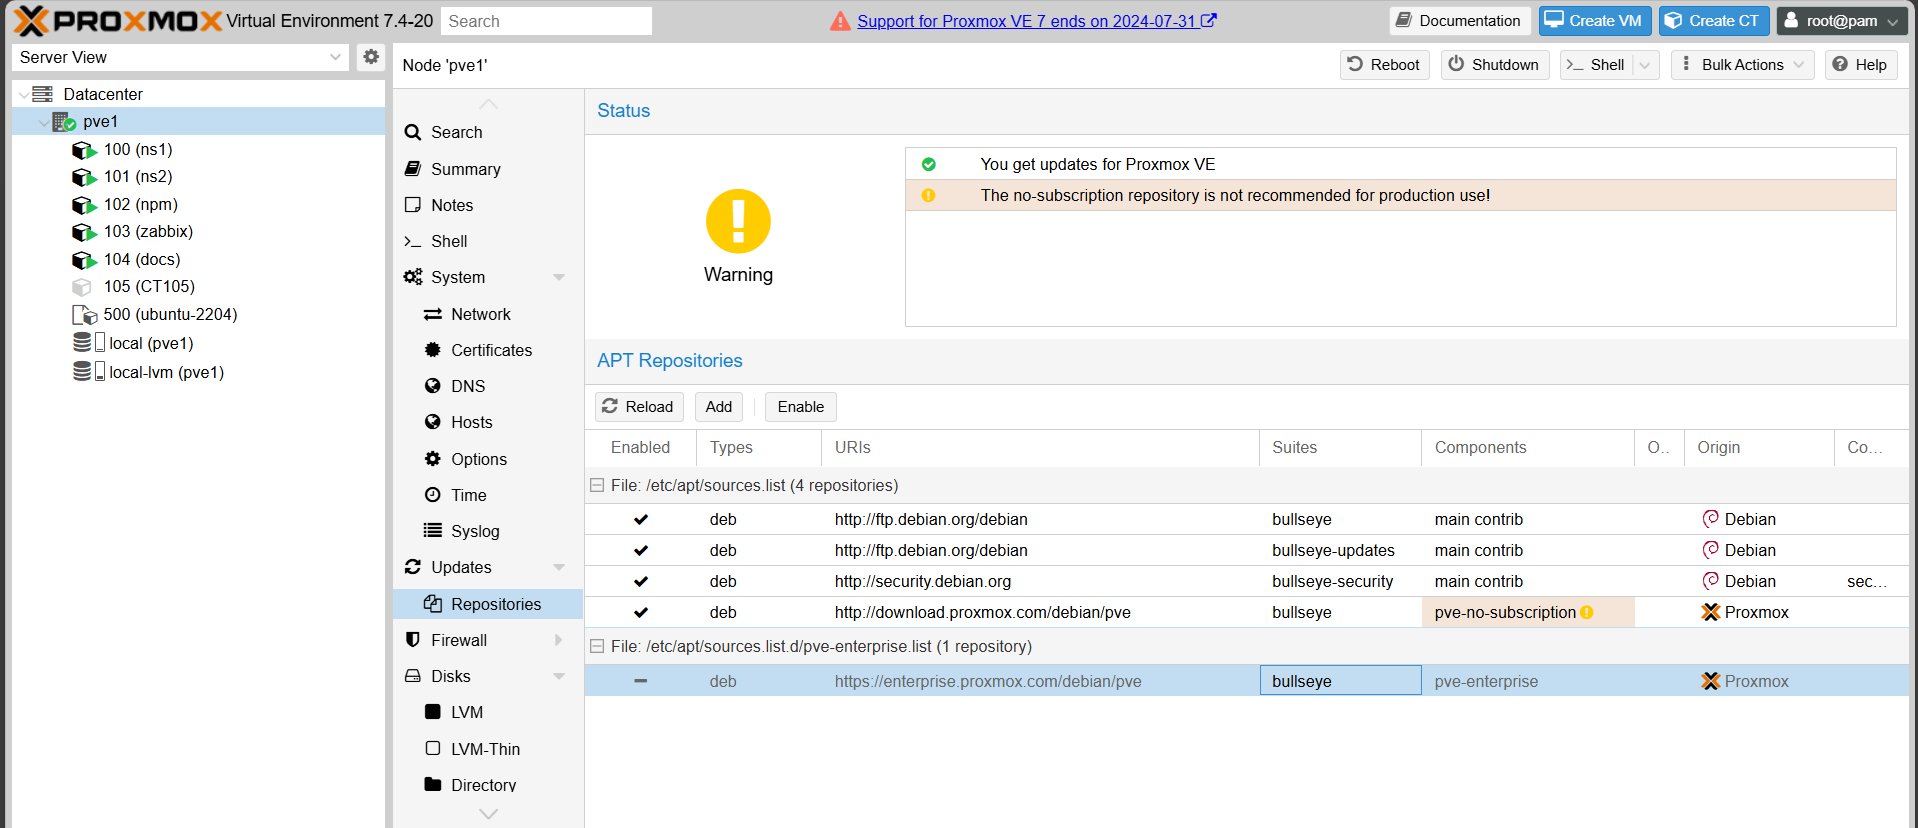 PROXMOX Virtual Environment 7.4-20 Search Support for Proxmox VE 7 ends on 2024-07-31 Documentation Create VM Create CT root@pam
Server View
Datacenter
pve1
100 (ns1)
101 (ns2)
102 (npm)
103 (zabbix)
104 (docs)
105 (CT105)
500 (ubuntu-2204)
local (pve1)
local-lvm (pve1)
Node 'pve1' Reboot Shutdown Shell Bulk Actions Help
Search
Summary
Notes
Shell
System
Network
Certificates
DNS
Hosts
Options
Time
Syslog
Updates
Repositories
Firewall
Disks
LVM
LVM-Thin
Directory
Status
Warning
You get updates for Proxmox VE
The no-subscription repository is not recommended for production use!
APT Repositories
Reload Add Enable
Enabled Types URIs Suites Components O.. Origin Co...
File: /etc/apt/sources.list (4 repositories)
deb http://ftp.debian.org/debian bullseye main contrib Debian
deb http://ftp.debian.org/debian bullseye-updates main contrib Debian
deb http://security.debian.org bullseye-security main contrib Debian sec...
deb http://download.proxmox.com/debian/pve bullseye pve-no-subscription Proxmox
File: /etc/apt/sources.list.d/pve-enterprise.list (1 repository)
deb https://enterprise.proxmox.com/debian/pve bullseye pve-enterprise Proxmox